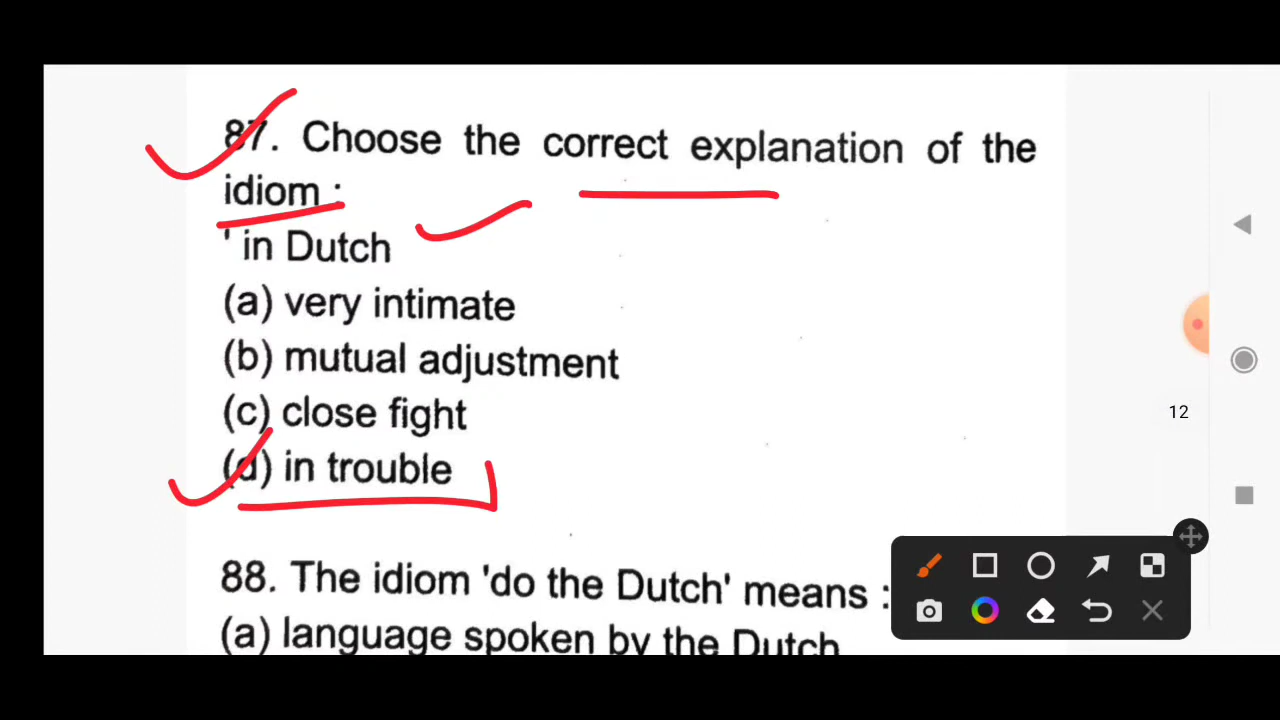 87. Choose the correct explanation of the
idiom :
' in Dutch
(a) very intimate
(b) mutual adjustment
(c) close fight
(d) in trouble
12
88. The idiom 'do the Dutch' means :
(a) language spoken by the Dutch